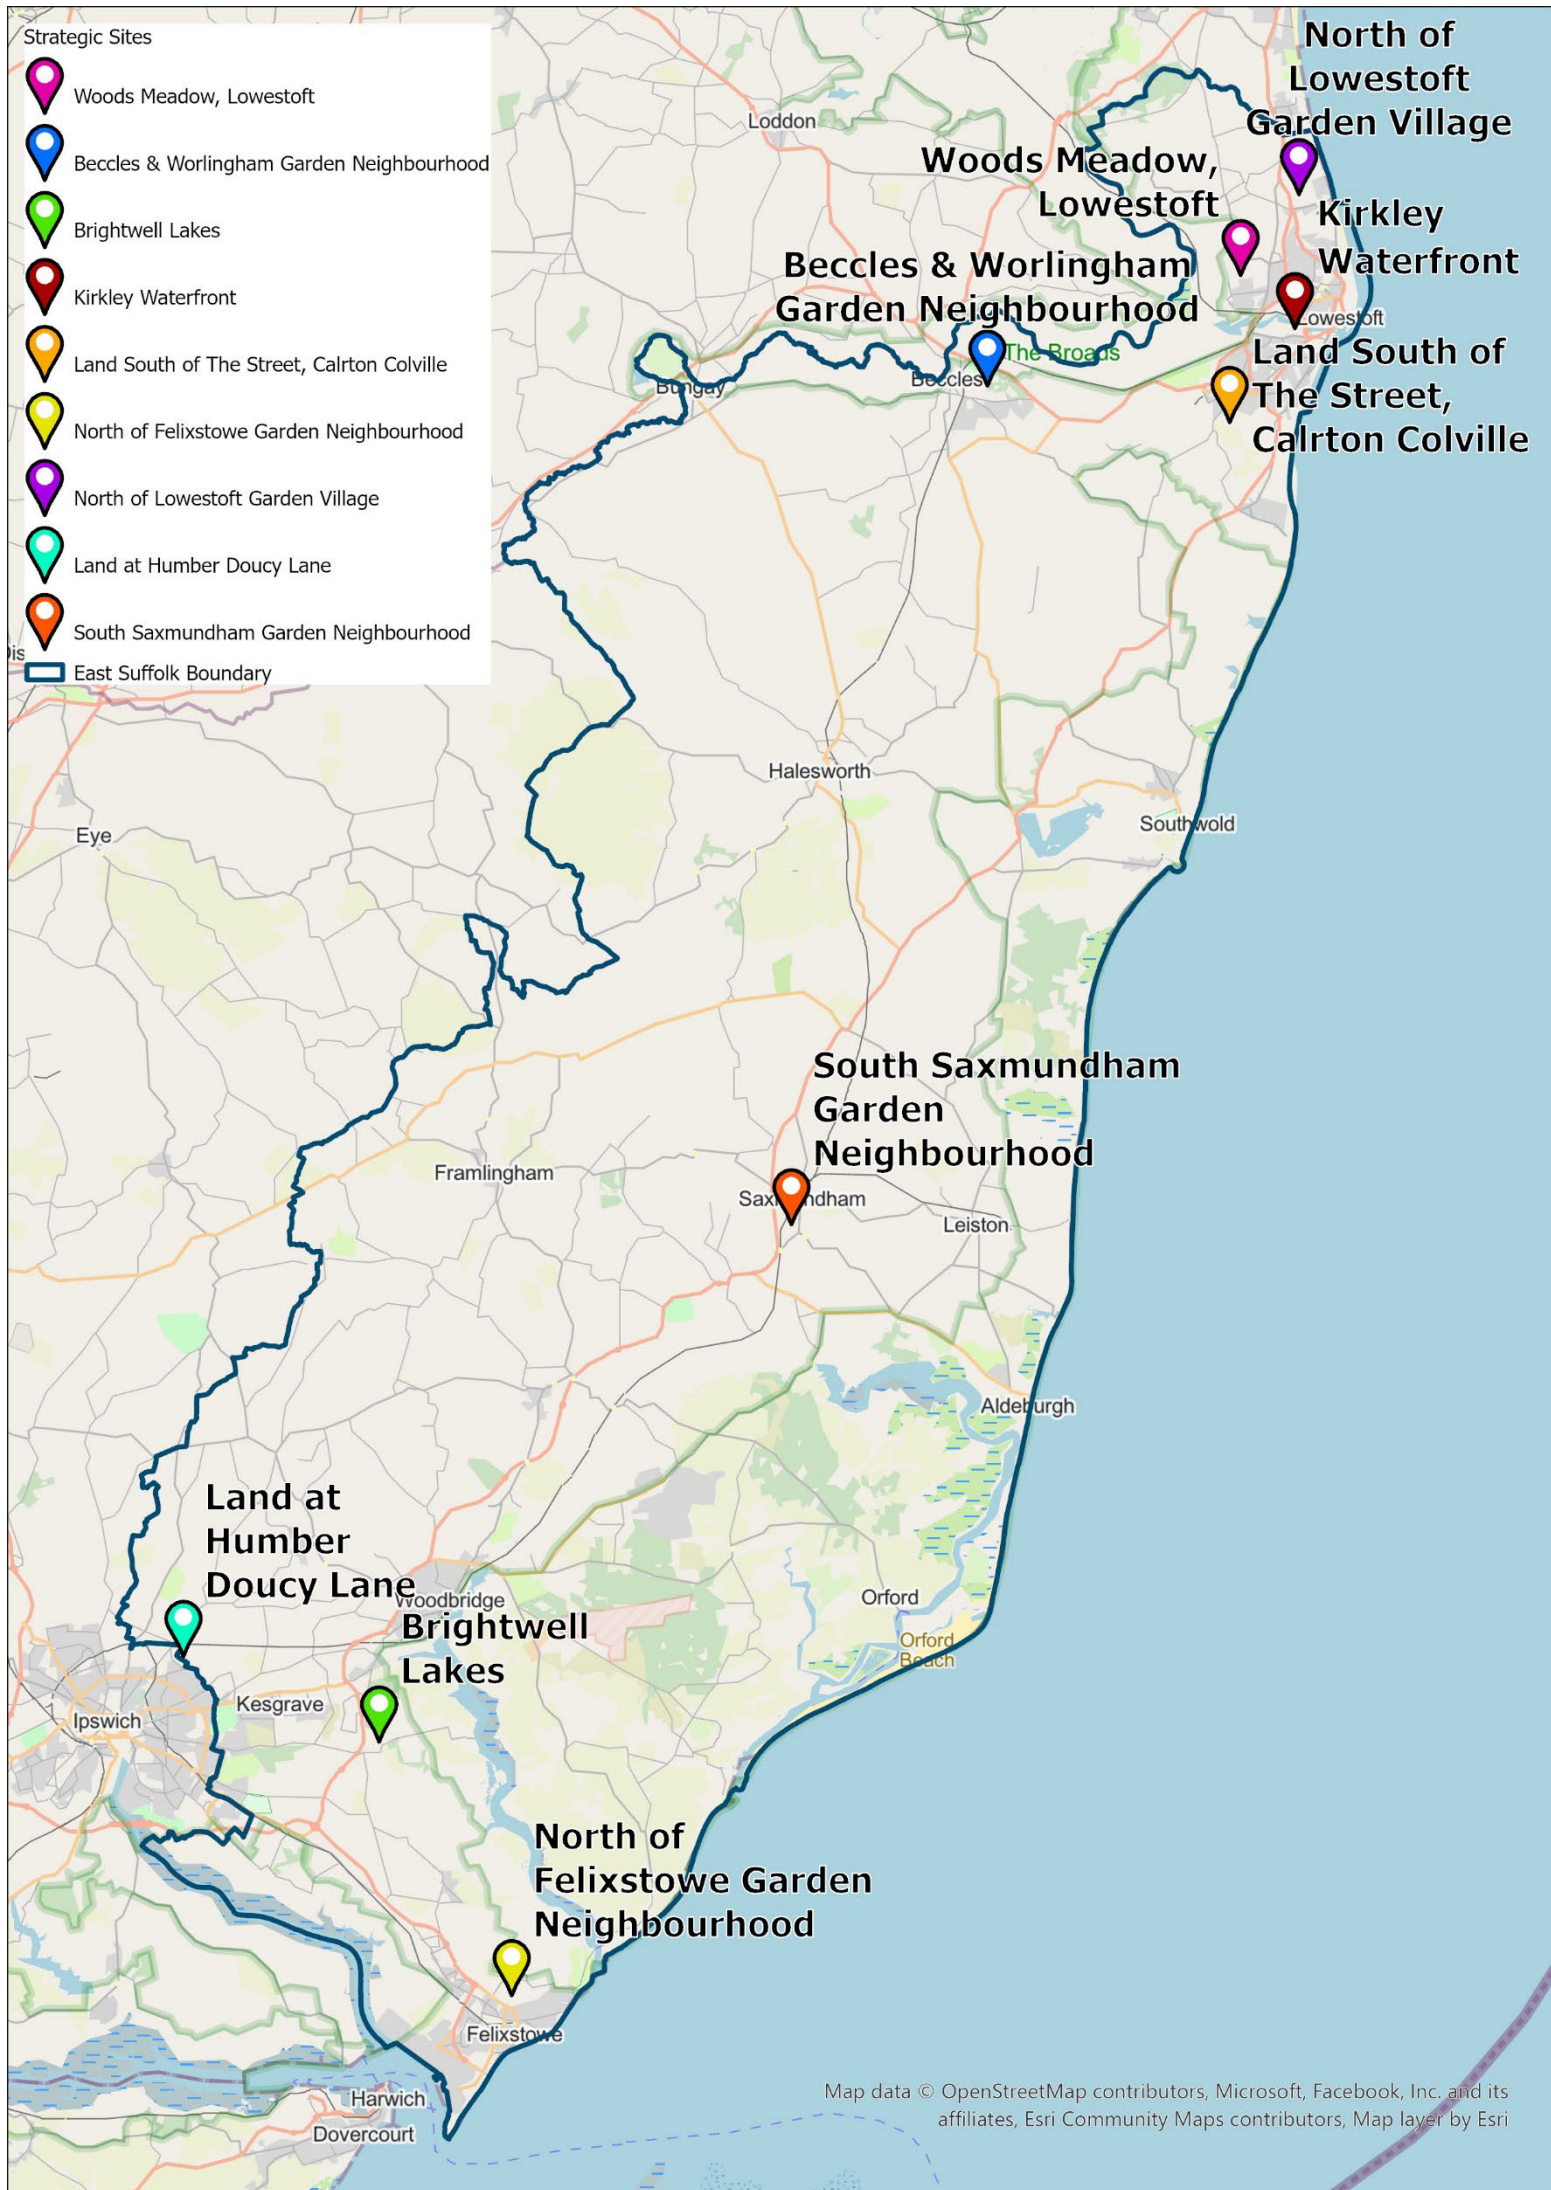 Strategic Sites
Woods Meadow, Lowestoft
Beccles & Worlingham Garden Neighbourhood
Brightwell Lakes
Kirkley Waterfront
Land South of The Street, Calrton Colville
North of Felixstowe Garden Neighbourhood
North of Lowestoft Garden Village
Land at Humber Doucy Lane
South Saxmundham Garden Neighbourhood
East Suffolk Boundary
North of
Lowestoft
Garden Village
Loddon
Woods Meadow,
Lowestoft
Kirkley
Waterfront
Beccles & Worlingham
Garden Neighbourhood
Lowestoft
The Broads
Beccles
Bungay
Land South of
The Street,
Calrton Colville
Halesworth
Southwold
Eye
South Saxmundham
Garden
Neighbourhood
Framlingham
Leiston
Aldeburgh
Land at
Humber
Doucy Lane
Woodbridge
Orford
Brightwell
Lakes
Orford
Beach
Kesgrave
Ipswich
North of
Felixstowe Garden
Neighbourhood
Felixstowe
Harwich
Dovercourt
Map data © OpenStreetMap contributors, Microsoft, Facebook, Inc. and its
affiliates, Esri Community Maps contributors, Map layer by Esri